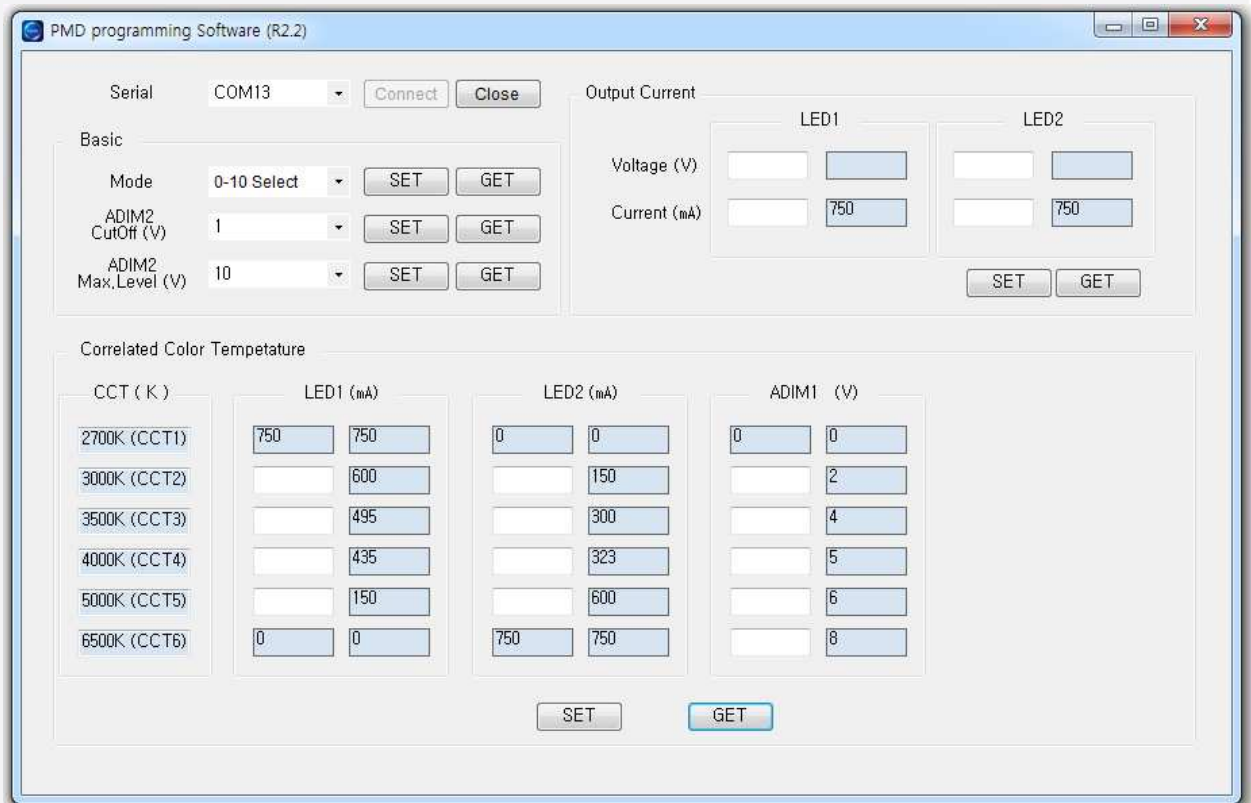 PMD programming Software (R2.2)
Serial COM13 Connect Close
Output Current
LED1 LED2
Basic
Voltage (V)
Mode 0-10 Select SET GET
Current (mA) 750 750
ADIM2
CutOff (V) 1 SET GET
ADIM2
Max,Level (V) 10 SET GET
SET GET
Correlated Color Tempetature
CCT ( K ) LED1 (mA) LED2 (mA) ADIM1 (V)
2700K (CCT1) 750 750 0 0 0 0
3000K (CCT2) 600 150 2
3500K (CCT3) 495 300 4
4000K (CCT4) 435 323 5
5000K (CCT5) 150 600 6
6500K (CCT6) 0 0 750 750 8
SET GET